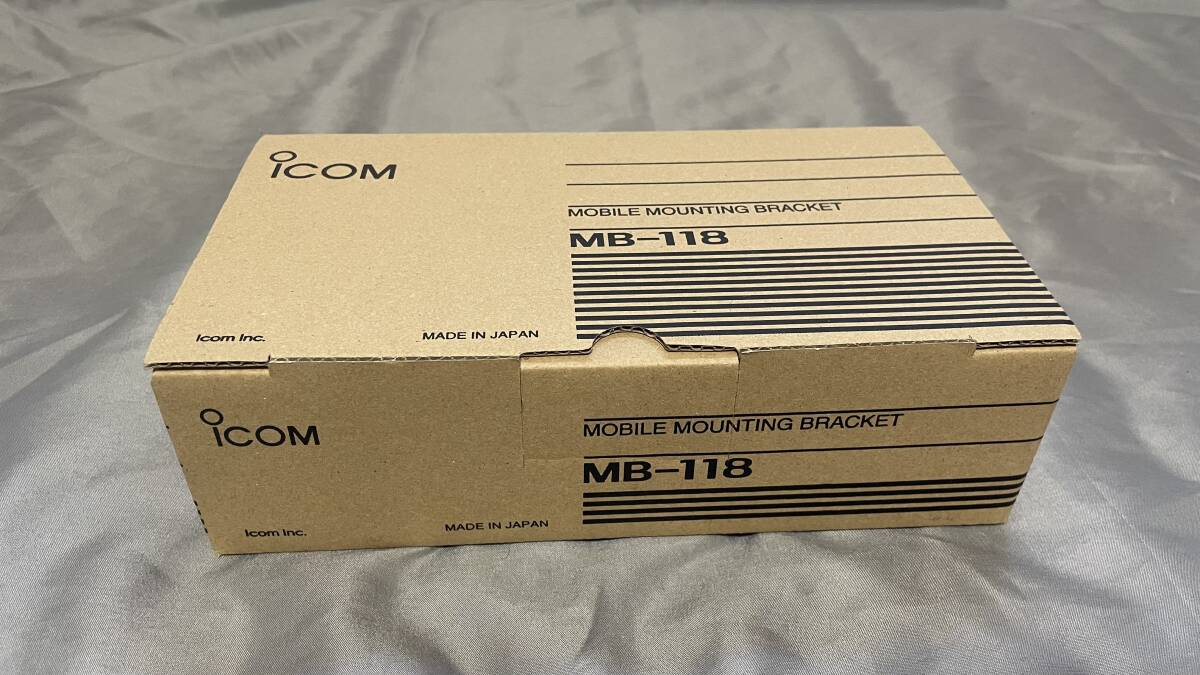 ICOM
MOBILE MOUNTING BRACKET
MB-118
Icom Inc.
MADE IN JAPAN
ICOM
MOBILE MOUNTING BRACKET
MB-118
Icom Inc.
MADE IN JAPAN